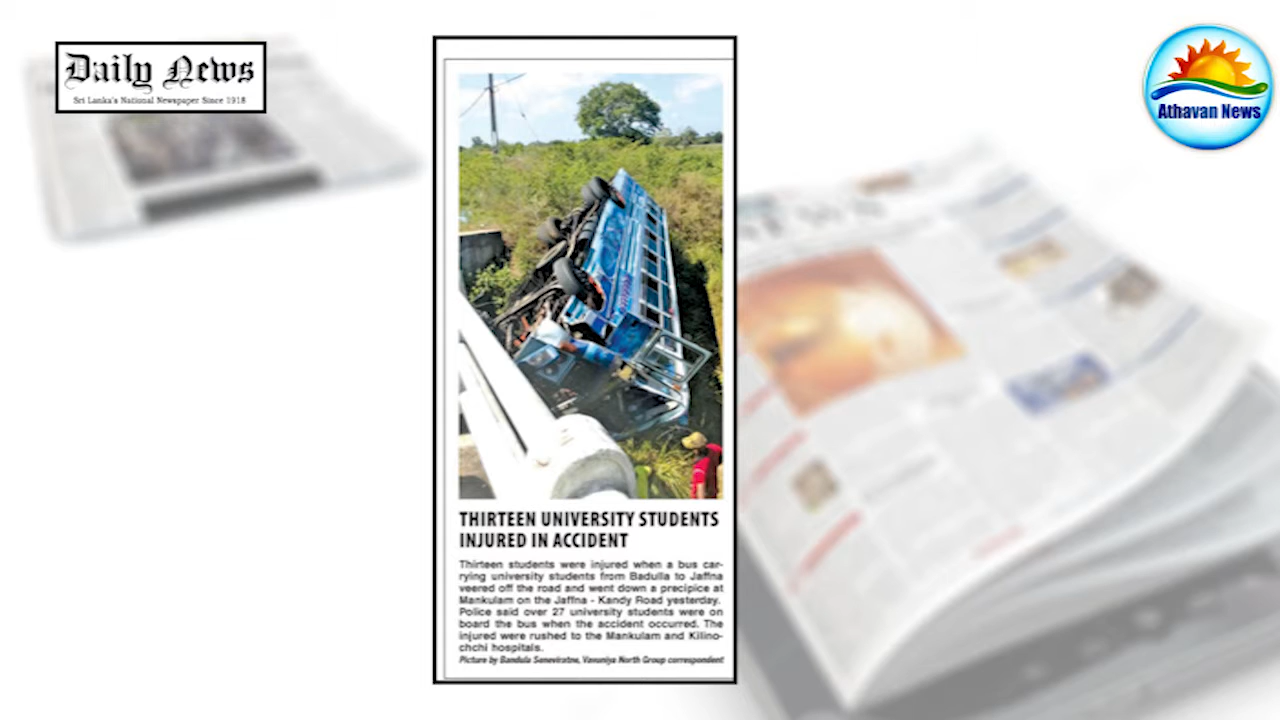 Daily News
Sri Lanka's National Newspaper Since 1918
Athavan News
THIRTEEN UNIVERSITY STUDENTS
INJURED IN ACCIDENT
Thirteen students were injured when a bus car-
rying university students from Badulla to Jaffna
veered off the road and went down a precipice at
Mankulam on the Jaffna - Kandy Road yesterday.
Police said over 27 university students were on
board the bus when the accident occurred. The
injured were rushed to the Mankulam and Kilino-
chchi hospitals.
Picture by Bandula Seneviratne, Vavuniya North Group correspondent